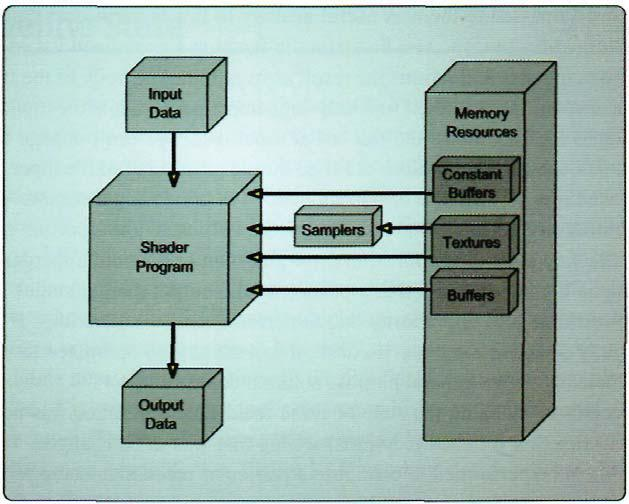 Input
Data
Memory
Resources
Constant
Buffers
Samplers
Textures
Shader
Program
Buffers
Output
Data